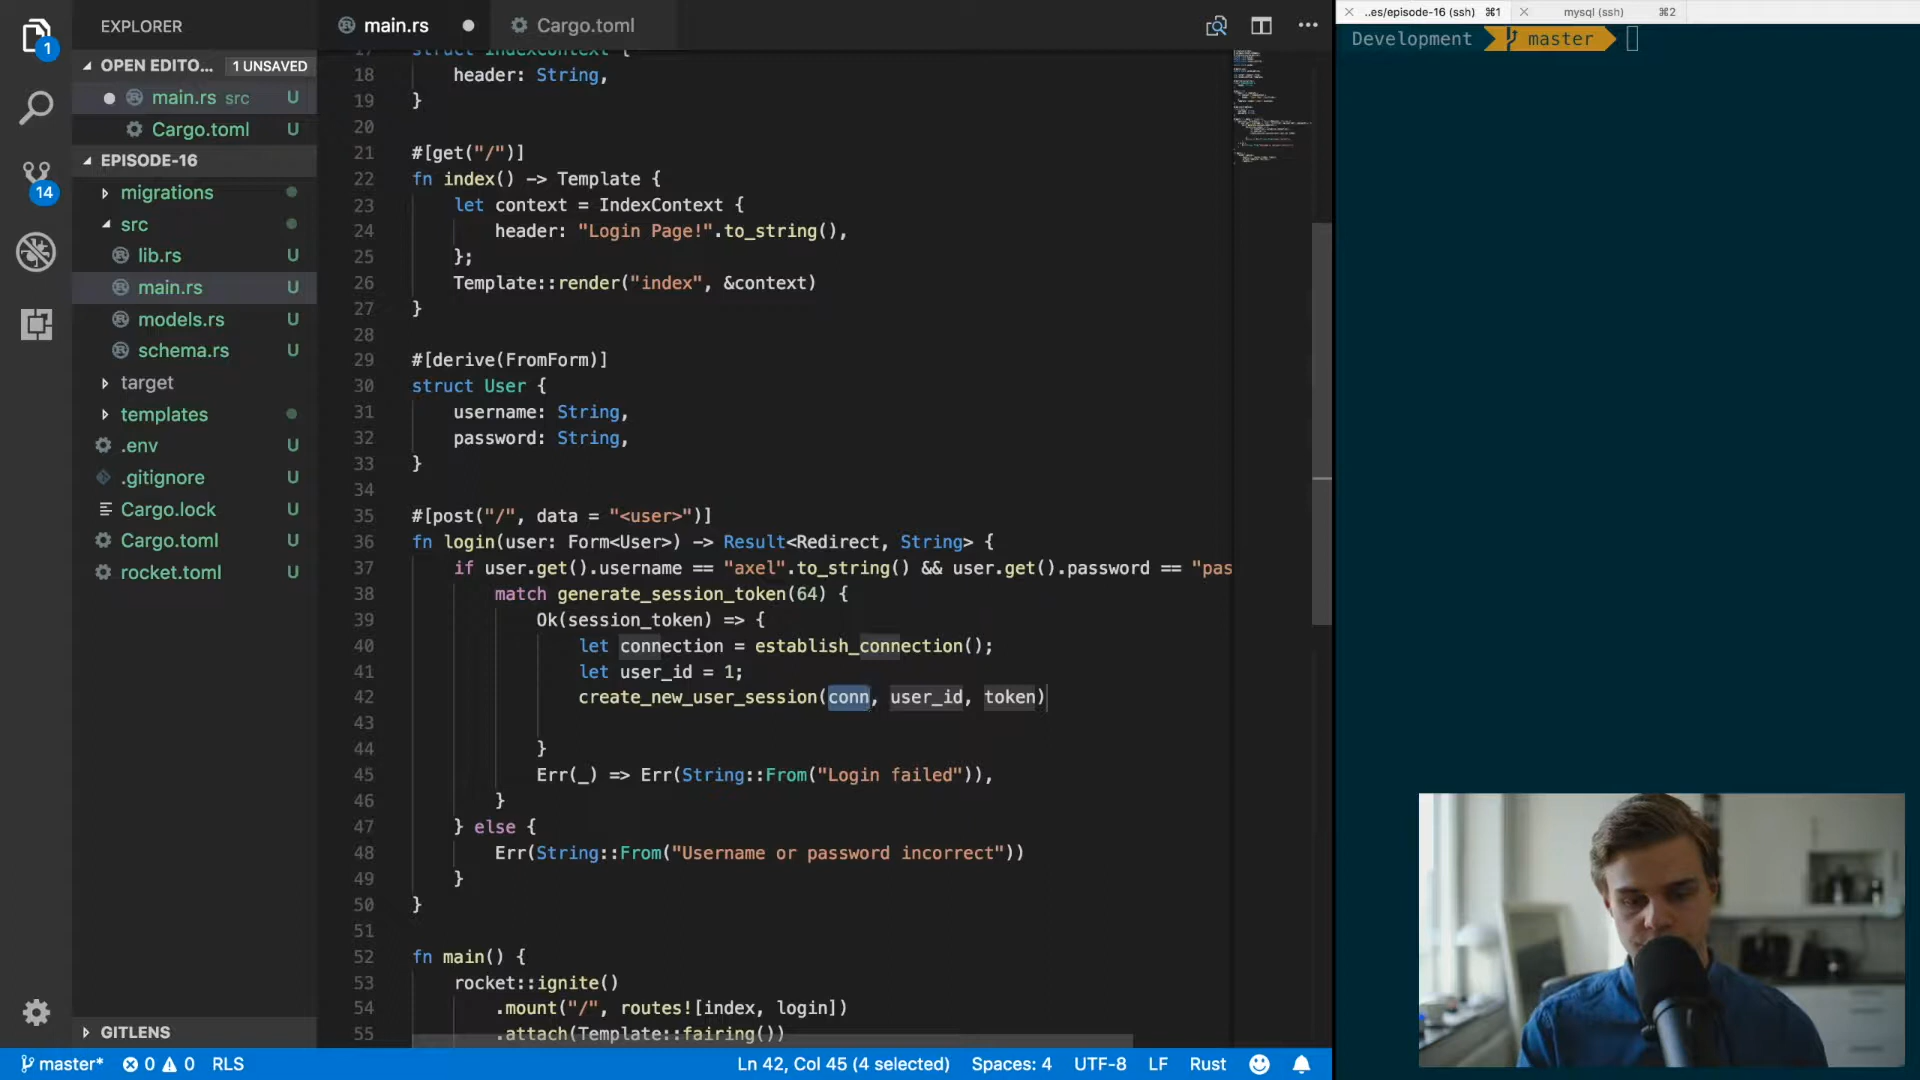 EXPLORER
OPEN EDITO... 1 UNSAVED
main.rs src U
Cargo.toml U
EPISODE-16
migrations
src
lib.rs U
main.rs U
models.rs U
schema.rs U
target
templates
.env U
.gitignore U
Cargo.lock U
Cargo.toml U
rocket.toml U
GITLENS
1
14
main.rs
Cargo.toml
17 struct IndexContext {
18 header: String,
19 }
20
21 #[get("/")]
22 fn index() -> Template {
23 let context = IndexContext {
24 header: "Login Page!".to_string(),
25 };
26 Template::render("index", &context)
27 }
28
29 #[derive(FromForm)]
30 struct User {
31 username: String,
32 password: String,
33 }
34
35 #[post("/", data = "<user>")]
36 fn login(user: Form<User>) -> Result<Redirect, String> {
37 if user.get().username == "axel".to_string() && user.get().password == "pas
38 match generate_session_token(64) {
39 Ok(session_token) => {
40 let connection = establish_connection();
41 let user_id = 1;
42 create_new_user_session(conn, user_id, token)
43
44 }
45 Err(_) => Err(String::From("Login failed")),
46 }
47 } else {
48 Err(String::From("Username or password incorrect"))
49 }
50 }
51
52 fn main() {
53 rocket::ignite()
54 .mount("/", routes![index, login])
55 .attach(Template::fairing())
master* 0 0 RLS
Ln 42, Col 45 (4 selected) Spaces: 4 UTF-8 LF Rust
..es/episode-16 (ssh) ⌘1
mysql (ssh) ⌘2
Development master